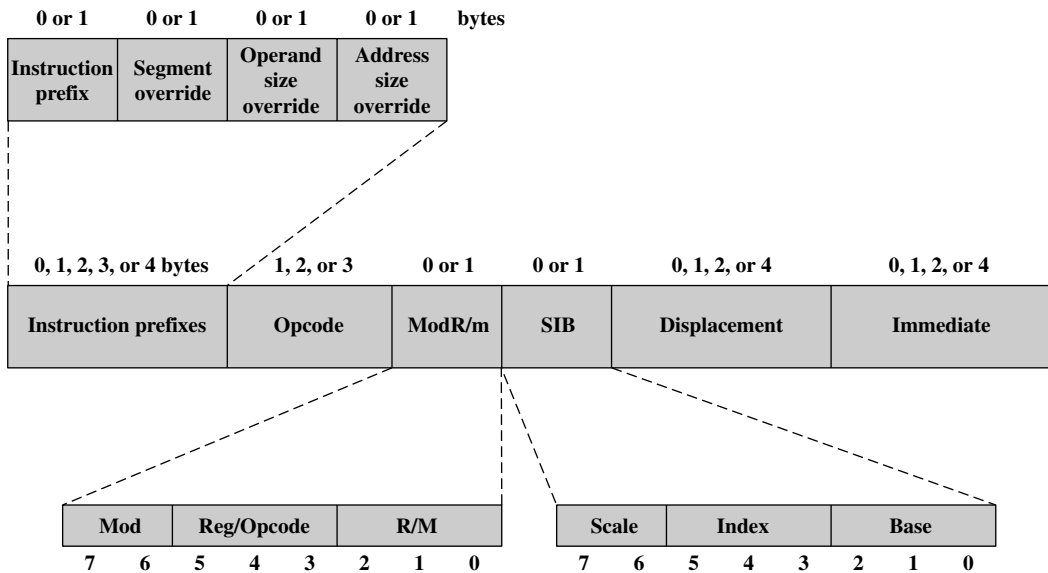 0 or 1 0 or 1 0 or 1 0 or 1 bytes
Instruction prefix
Segment override
Operand size override
Address size override
0, 1, 2, 3, or 4 bytes 1, 2, or 3 0 or 1 0 or 1 0, 1, 2, or 4 0, 1, 2, or 4
Instruction prefixes Opcode ModR/m SIB Displacement Immediate
Mod Reg/Opcode R/M Scale Index Base
7 6 5 4 3 2 1 0 7 6 5 4 3 2 1 0